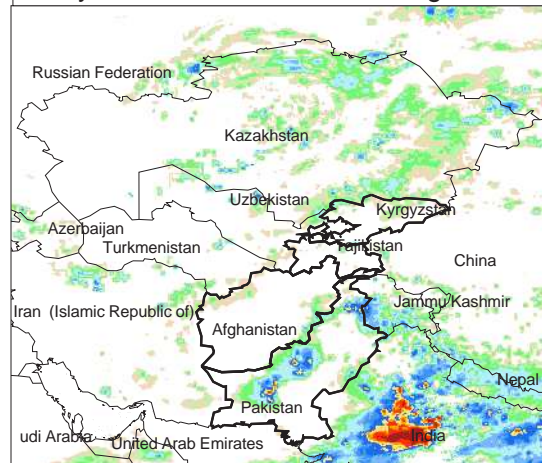 Russian Federation
Kazakhstan
Uzbekistan
Kyrgyzstan
Azerbaijan
Turkmenistan
Tajikistan
China
Jammu Kashmir
Iran (Islamic Republic of)
Afghanistan
Nepal
Pakistan
India
udi Arabia
United Arab Emirates